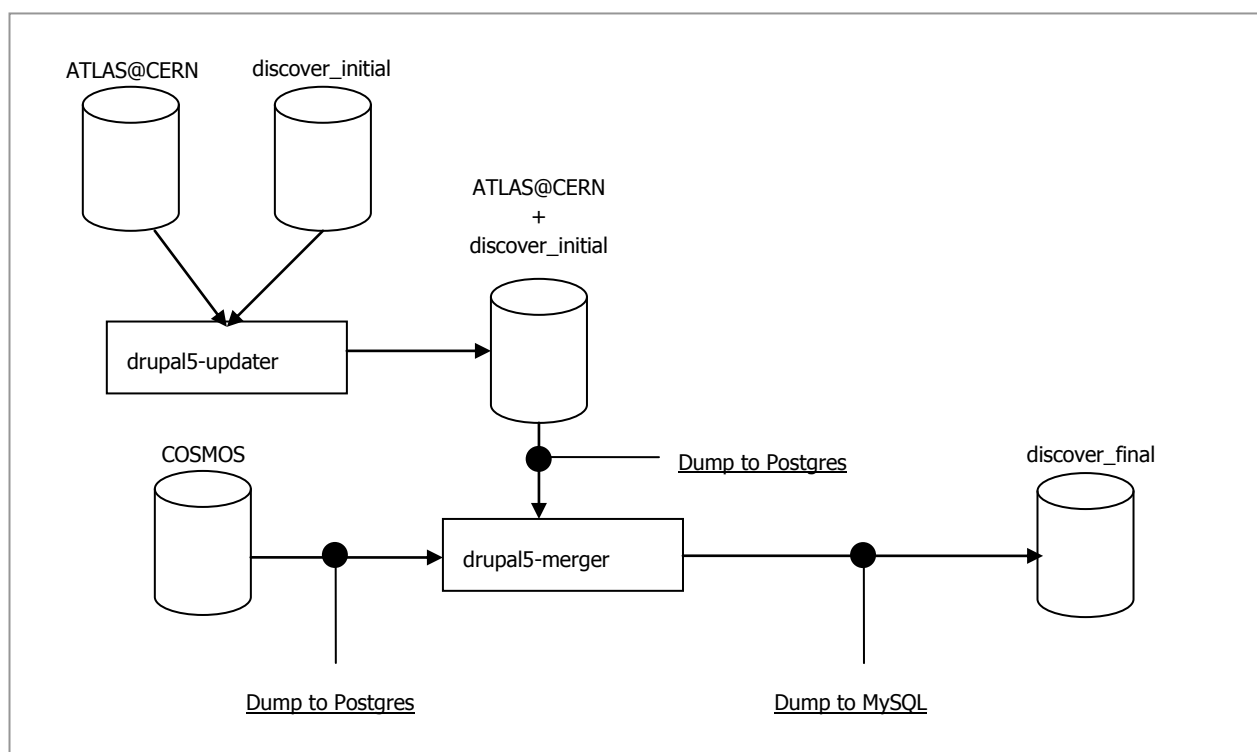 ATLAS@CERN
discover_initial
ATLAS@CERN
+
discover_initial
drupal5-updater
COSMOS
Dump to Postgres
discover_final
drupal5-merger
Dump to Postgres
Dump to MySQL